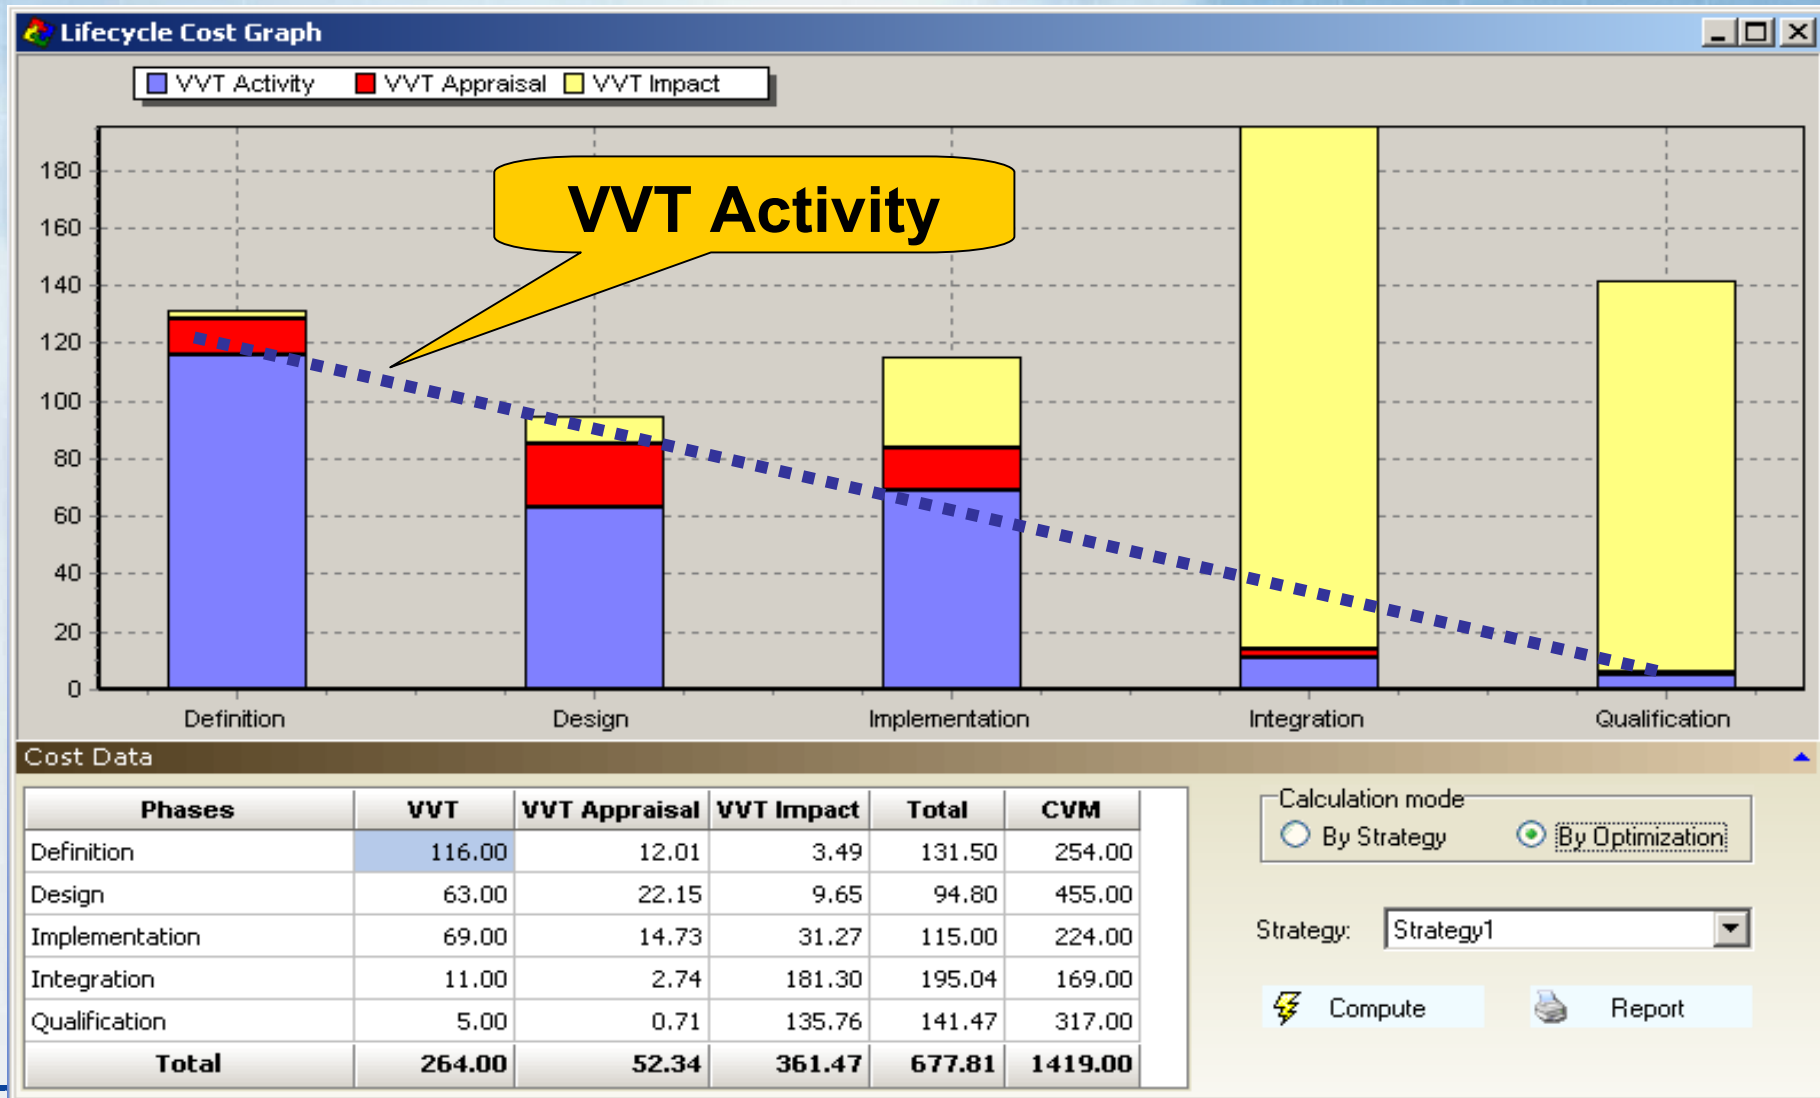 Lifecycle Cost Graph
VVT Activity VVT Appraisal VVT Impact
VVT Activity
180
160
140
120
100
80
60
40
20
0
Definition Design Implementation Integration Qualification
Cost Data
Phases VVT VVT Appraisal VVT Impact Total CVM
Definition 116.00 12.01 3.49 131.50 254.00
Design 63.00 22.15 9.65 94.80 455.00
Implementation 69.00 14.73 31.27 115.00 224.00
Integration 11.00 2.74 181.30 195.04 169.00
Qualification 5.00 0.71 135.76 141.47 317.00
Total 264.00 52.34 361.47 677.81 1419.00
Calculation mode
By Strategy By Optimization
Strategy: Strategy1
Compute Report